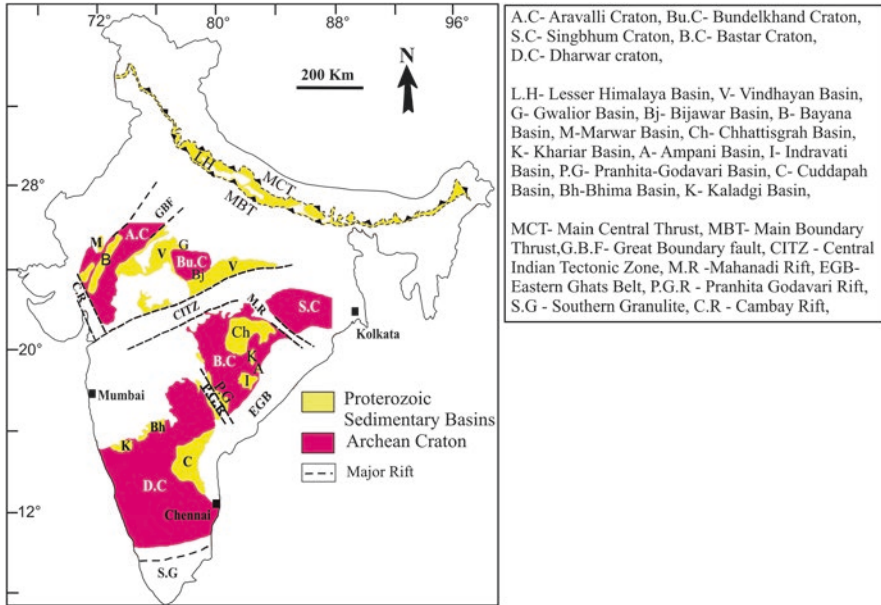 72
80
88
96
28°
20°
12°
N
200 Km
MCT
LH
MBT
GBF
A.C
M
B
V
G
Bu.C
Bj
V
C.R
CITZ
M.R
S.C
Kolkata
Ch
B.C
K
A
I
P.G
P.G.R
EGB
Mumbai
Bh
K
C
D.C
Chennai
S.G
Proterozoic
Sedimentary Basins
Archean Craton
Major Rift
A.C- Aravalli Craton, Bu.C- Bundelkhand Craton,
S.C- Singbhum Craton, B.C- Bastar Craton,
D.C- Dharwar craton,
L.H- Lesser Himalaya Basin, V- Vindhayan Basin,
G- Gwalior Basin, Bj- Bijawar Basin, B- Bayana
Basin, M-Marwar Basin, Ch- Chhattisgrah Basin,
K- Khariar Basin, A- Ampani Basin, I- Indravati
Basin, P.G- Pranhita-Godavari Basin, C- Cuddapah
Basin, Bh-Bhima Basin, K- Kaladgi Basin,
MCT- Main Central Thrust, MBT- Main Boundary
Thrust,G.B.F- Great Boundary fault, CITZ - Central
Indian Tectonic Zone, M.R -Mahanadi Rift, EGB-
Eastern Ghats Belt, P.G.R - Pranhita Godavari Rift,
S.G - Southern Granulite, C.R - Cambay Rift,